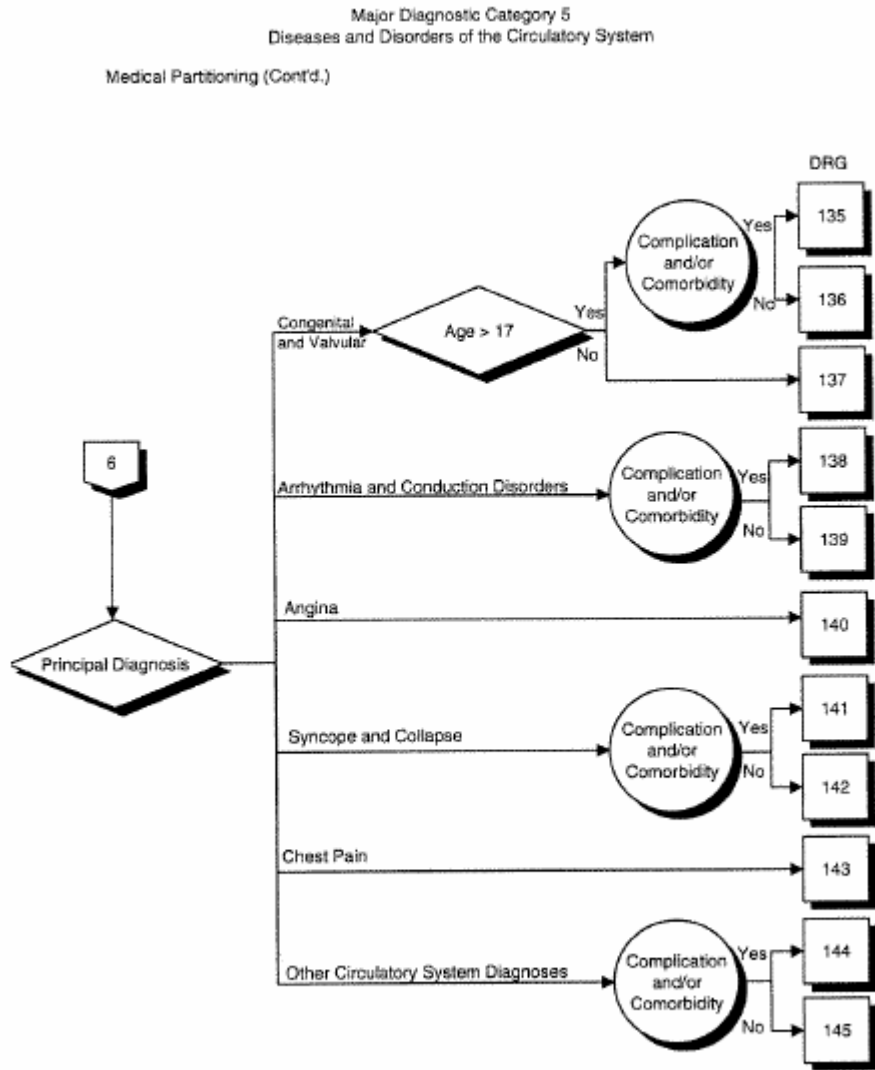 Major Diagnostic Category 5
Diseases and Disorders of the Circulatory System
Medical Partitioning (Cont'd.)
DRG
Congenital
and Valvular
Age > 17
Yes
No
Complication
and/or
Comorbidity
Yes
No
135
136
137
6
Principal Diagnosis
Arrhythmia and Conduction Disorders
Complication
and/or
Comorbidity
Yes
No
138
139
Angina
140
Syncope and Collapse
Complication
and/or
Comorbidity
Yes
No
141
142
Chest Pain
143
Other Circulatory System Diagnoses
Complication
and/or
Comorbidity
Yes
No
144
145